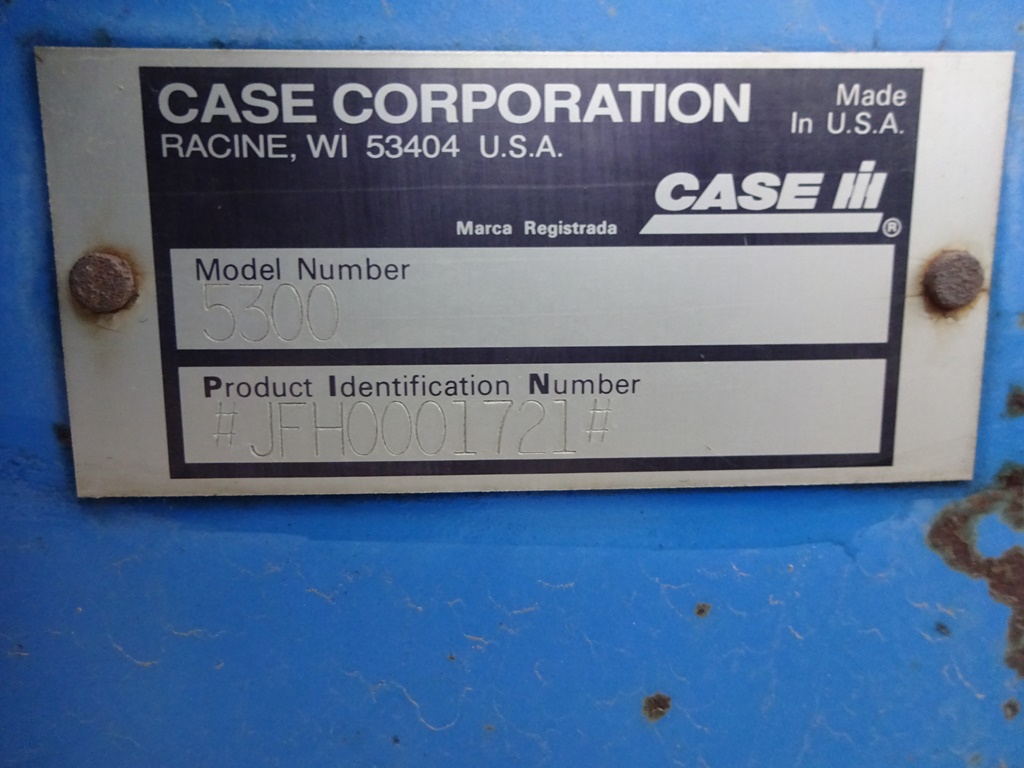 CASE CORPORATION
Made
In U.S.A.
RACINE, WI 53404 U.S.A.
CASE IH
Marca Registrada ®
Model Number
5300
Product Identification Number
#JFH0001721#